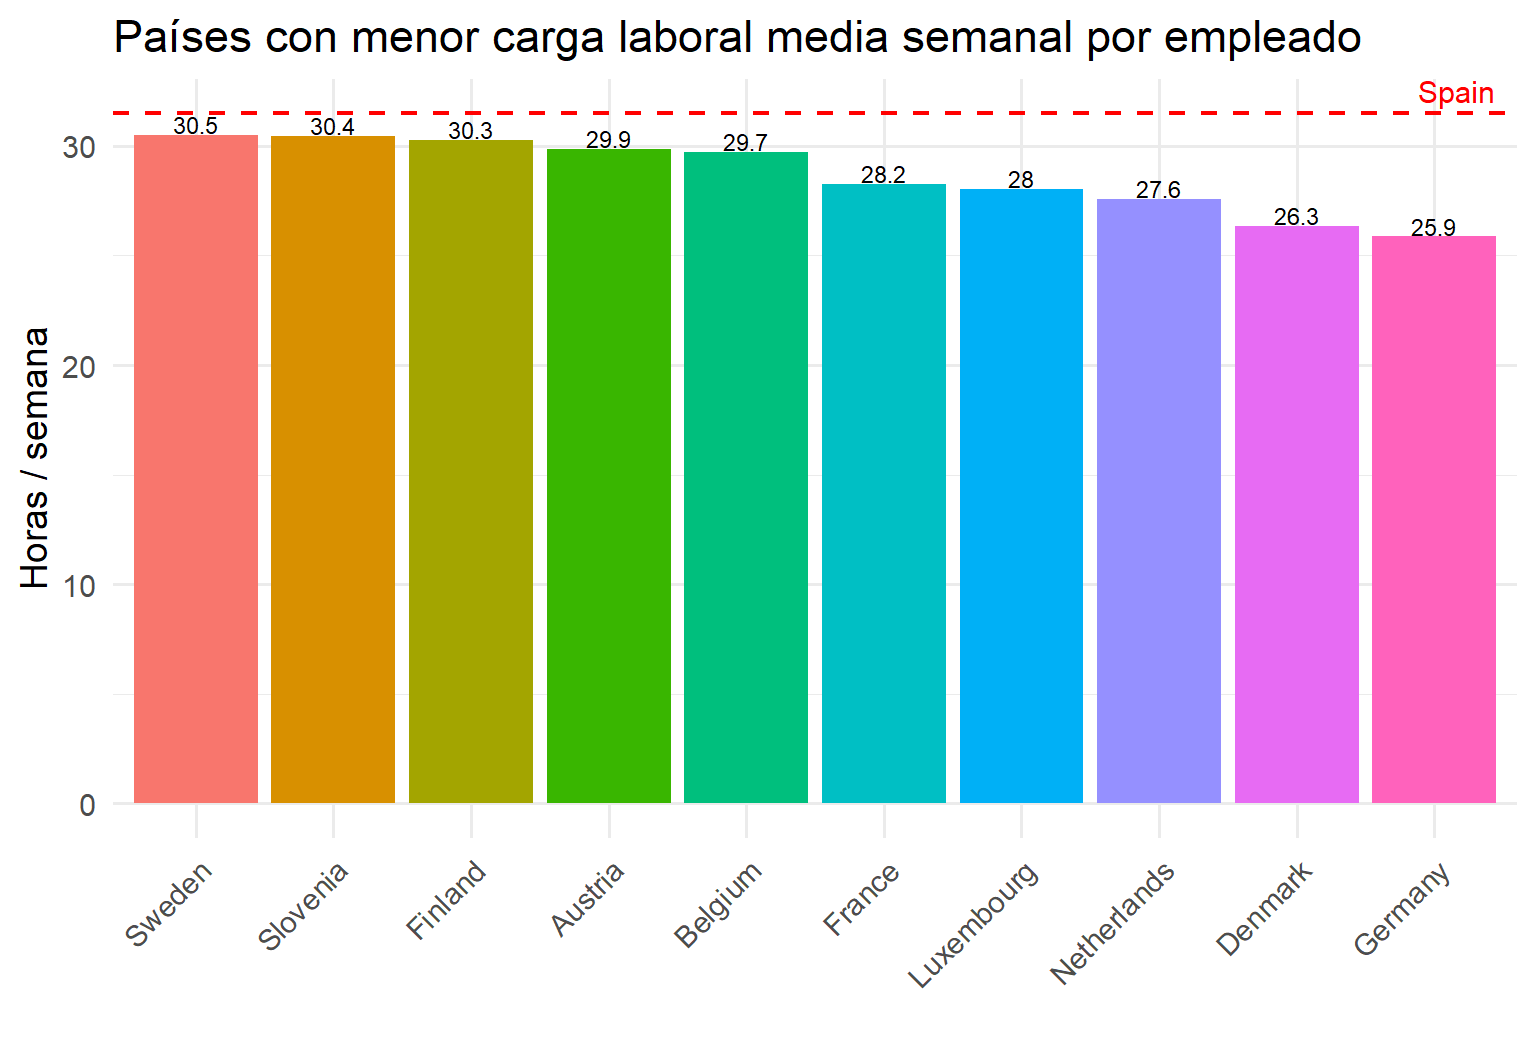 Países con menor carga laboral media semanal por empleado
Spain
30.5
30.4
30.3
29.9
29.7
28.2
28
27.6
26.3
25.9
30
20
10
0
Horas / semana
Sweden
Slovenia
Finland
Austria
Belgium
France
Luxembourg
Netherlands
Denmark
Germany